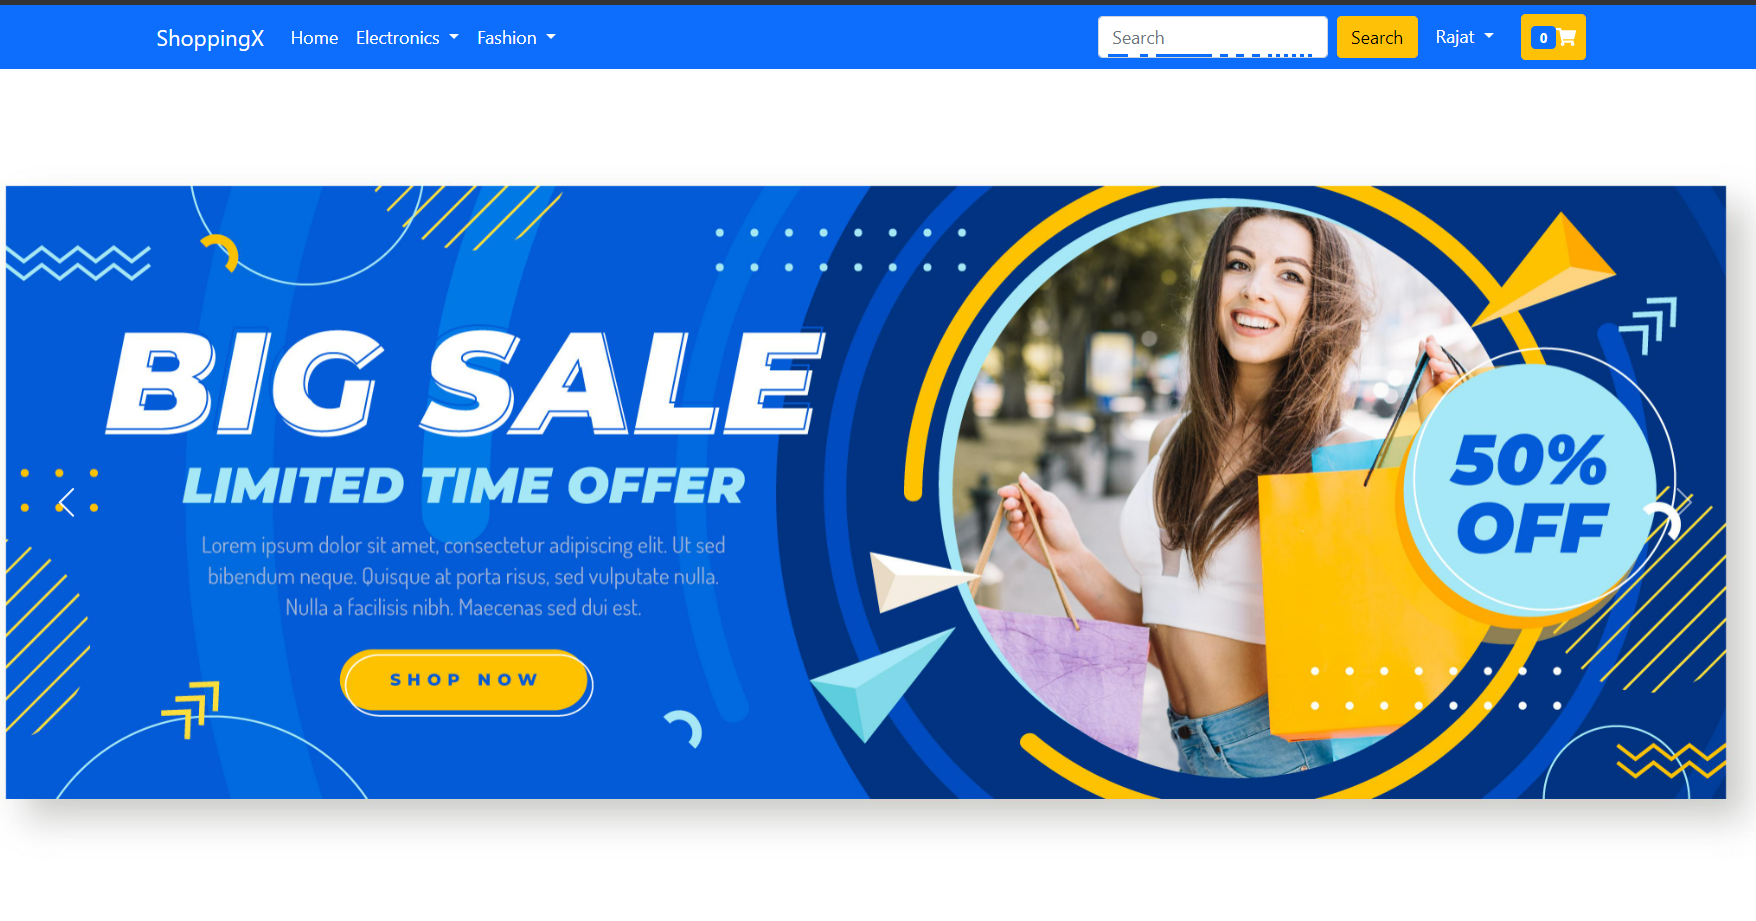 ShoppingX Home Electronics Fashion Search Search Rajat 0
BIG SALE
LIMITED TIME OFFER
Lorem ipsum dolor sit amet, consectetur adipiscing elit. Ut sed
bibendum neque. Quisque at porta risus, sed vulputate nulla.
Nulla a facilisis nibh. Maecenas sed dui est.
SHOP NOW
50%
OFF